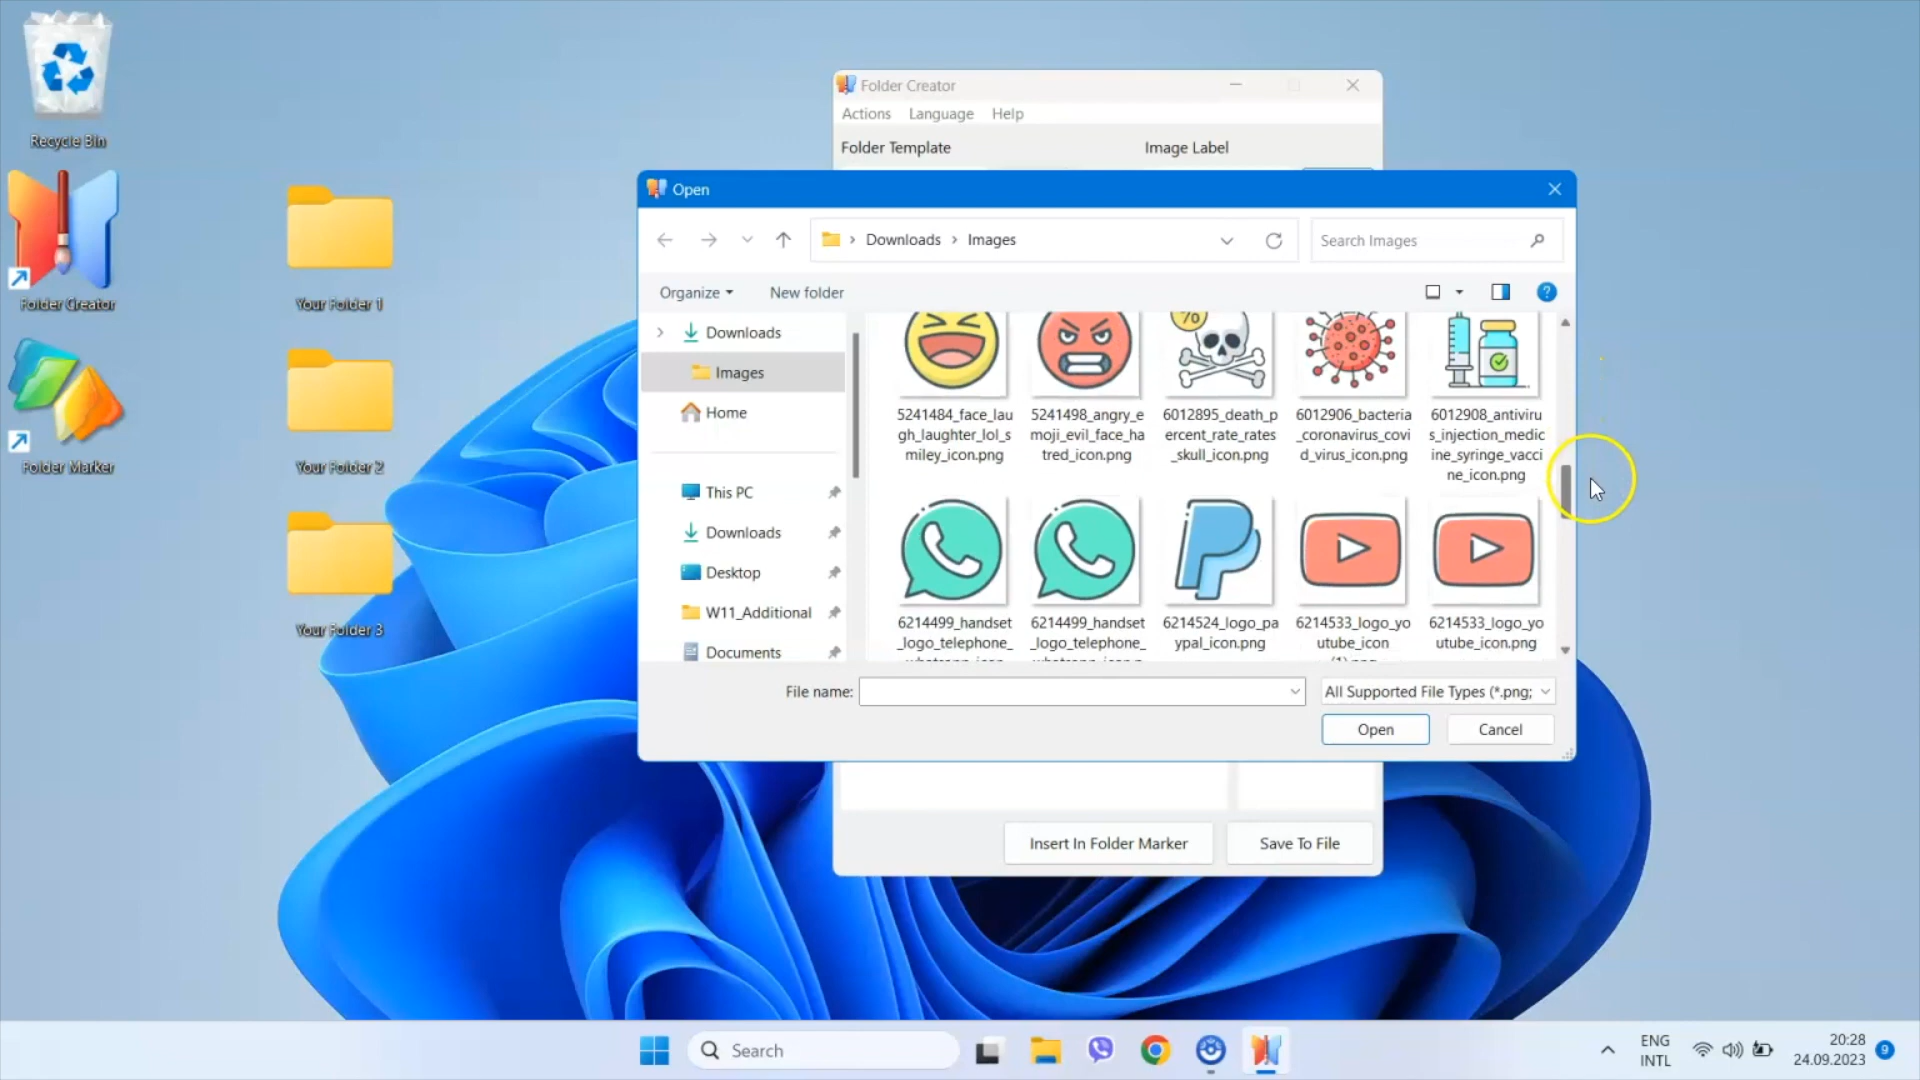 Recycle Bin
Folder Creator
Folder Marker
Your Folder 1
Your Folder 2
Your Folder 3
Folder Creator
Actions Language Help
Folder Template Image Label
Open
Downloads Images
Search Images
Organize New folder
Downloads
Images
Home
This PC
Downloads
Desktop
W11_Additional
Documents
%
5241484_face_lau
gh_laughter_lol_s
miley_icon.png
5241498_angry_e
moji_evil_face_ha
tred_icon.png
6012895_death_p
ercent_rate_rates
_skull_icon.png
6012906_bacteria
_coronavirus_covi
d_virus_icon.png
6012908_antiviru
s_injection_medic
ine_syringe_vacci
ne_icon.png
6214499_handset
_logo_telephone_
6214499_handset
_logo_telephone_
6214524_logo_pa
ypal_icon.png
6214533_logo_yo
utube_icon
6214533_logo_yo
utube_icon.png
File name:
All Supported File Types (*.png;
Open Cancel
Insert In Folder Marker
Save To File
Search
ENG
INTL
20:28
24.09.2023
9